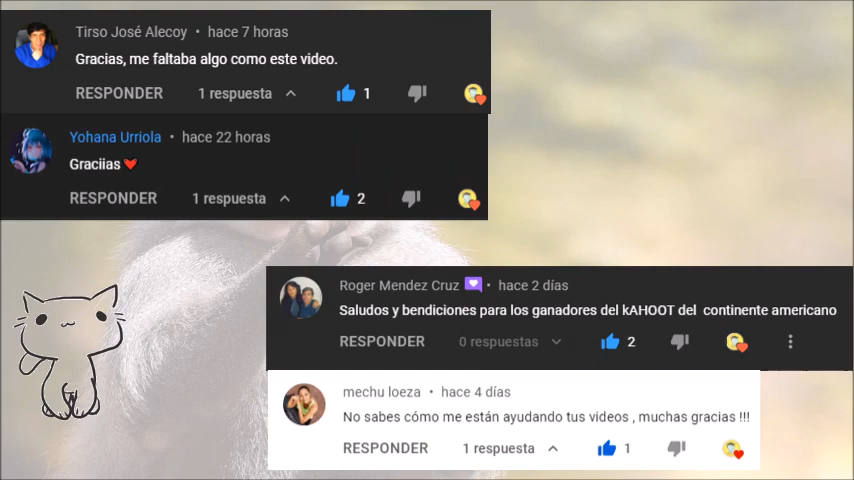 Tirso José Alecoy • hace 7 horas
Gracias, me faltaba algo como este video.
RESPONDER 1 respuesta 1
Yohana Urriola • hace 22 horas
Graciias
RESPONDER 1 respuesta 2
Roger Mendez Cruz • hace 2 días
Saludos y bendiciones para los ganadores del kAHOOT del continente americano
RESPONDER 0 respuestas 2
mechu loeza • hace 4 días
No sabes cómo me están ayudando tus videos , muchas gracias !!!
RESPONDER 1 respuesta 1